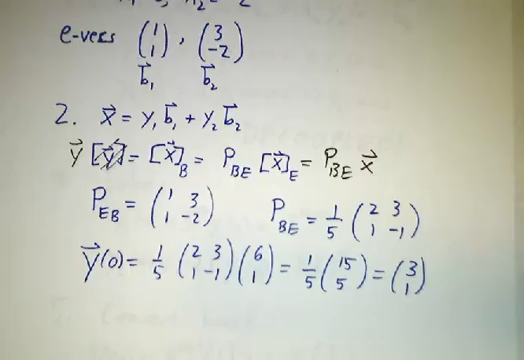 e-vecs (1 1), (3 -2)
b⃗₁ b⃗₂
2. x⃗ = y₁b⃗₁ + y₂b⃗₂
y⃗ = [x⃗]_B = P_BE [x⃗]_E = P_BE x⃗
P_EB = (1 3; 1 -2) P_BE = 1/5 (2 3; 1 -1)
y⃗(0) = 1/5 (2 3; 1 -1)(6; 1) = 1/5 (15; 5) = (3; 1)